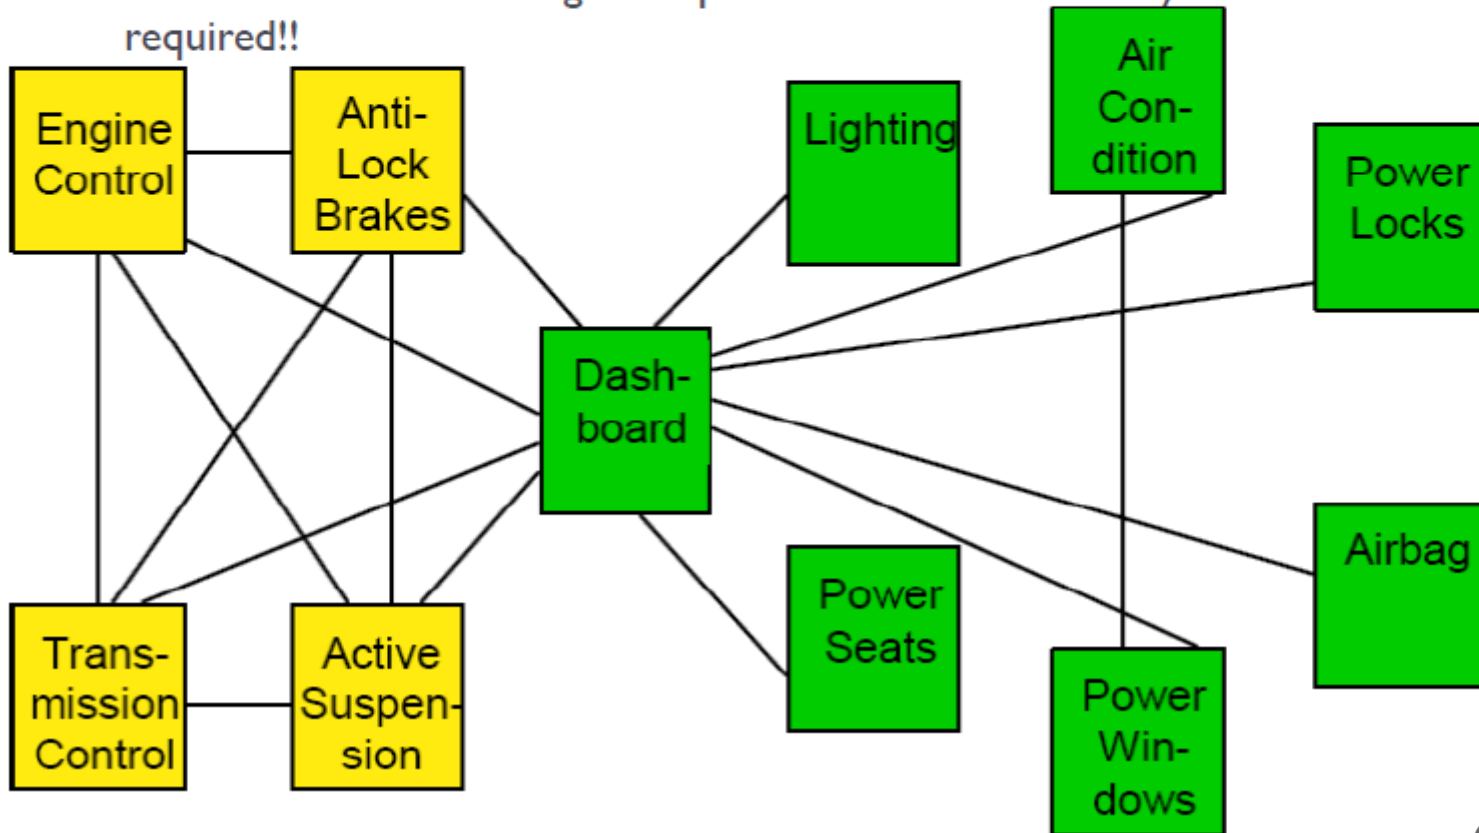 required!!
Engine
Control
Anti-
Lock
Brakes
Lighting
Air
Con-
dition
Power
Locks
Dash-
board
Trans-
mission
Control
Active
Suspen-
sion
Power
Seats
Power
Win-
dows
Airbag